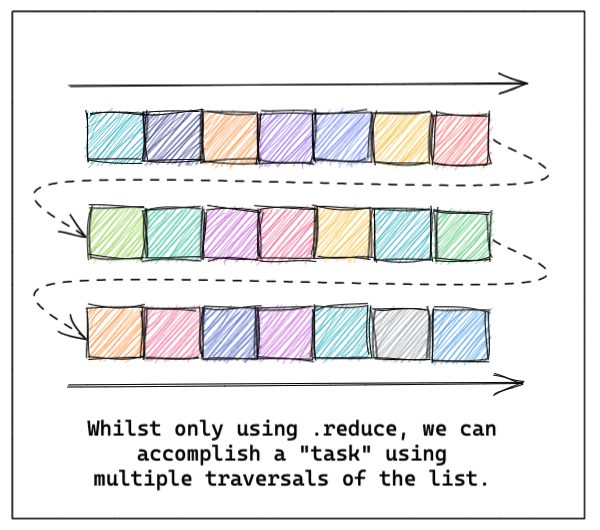 Whilst only using .reduce, we can
accomplish a "task" using
multiple traversals of the list.